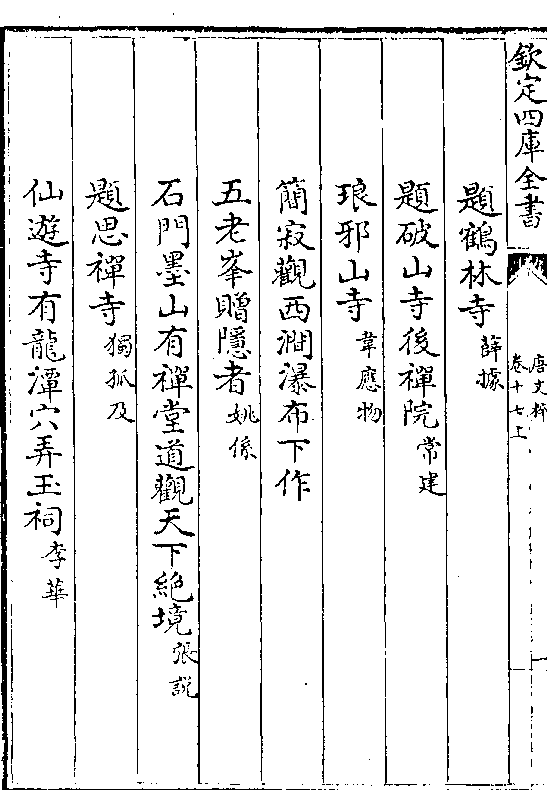 欽定四庫全書
唐文粹
卷十七上
題鶴林寺 薛據
題破山寺後禪院 常建
琅邪山寺 韋應物
簡寂觀西澗瀑布下作
五老峯贈隱者 姚係
石門墨山有禪堂道觀天下絶境 張説
題思禪寺 獨孤及
仙遊寺有龍潭穴弄玉祠 李華